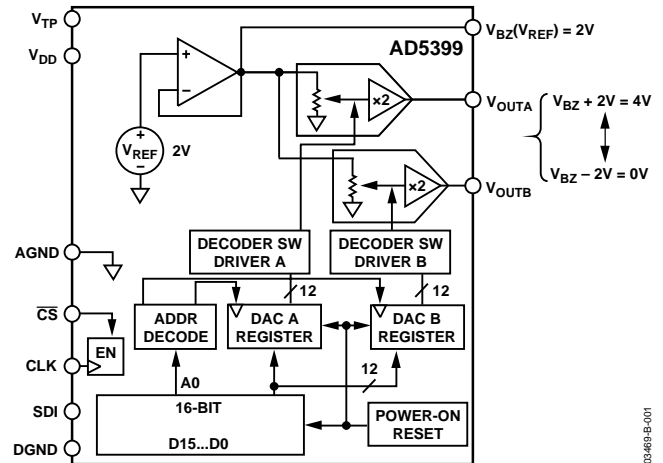 VTP
VDD
AD5399
VBZ(VREF) = 2V
+
−
+
VREF
−
2V
×2
VOUTA
VBZ + 2V = 4V
VBZ − 2V = 0V
×2
VOUTB
AGND
DECODER SW
DRIVER A
DECODER SW
DRIVER B
12
12
CS
ADDR
DECODE
DAC A
REGISTER
DAC B
REGISTER
EN
CLK
A0
12
SDI
16-BIT
D15...D0
POWER-ON
RESET
DGND
03469-B-001